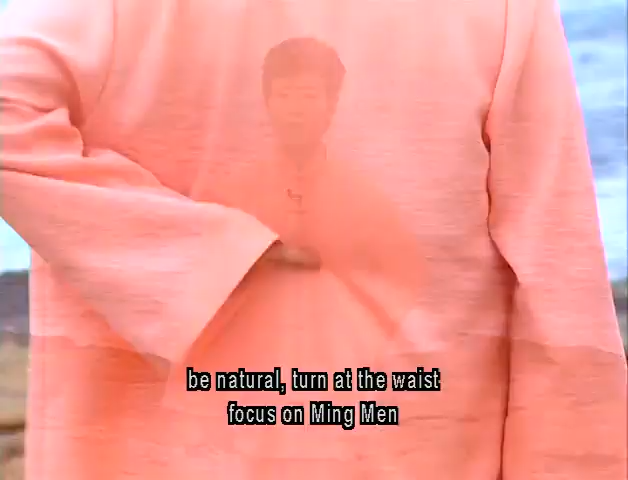 be natural, turn at the waist
focus on Ming Men